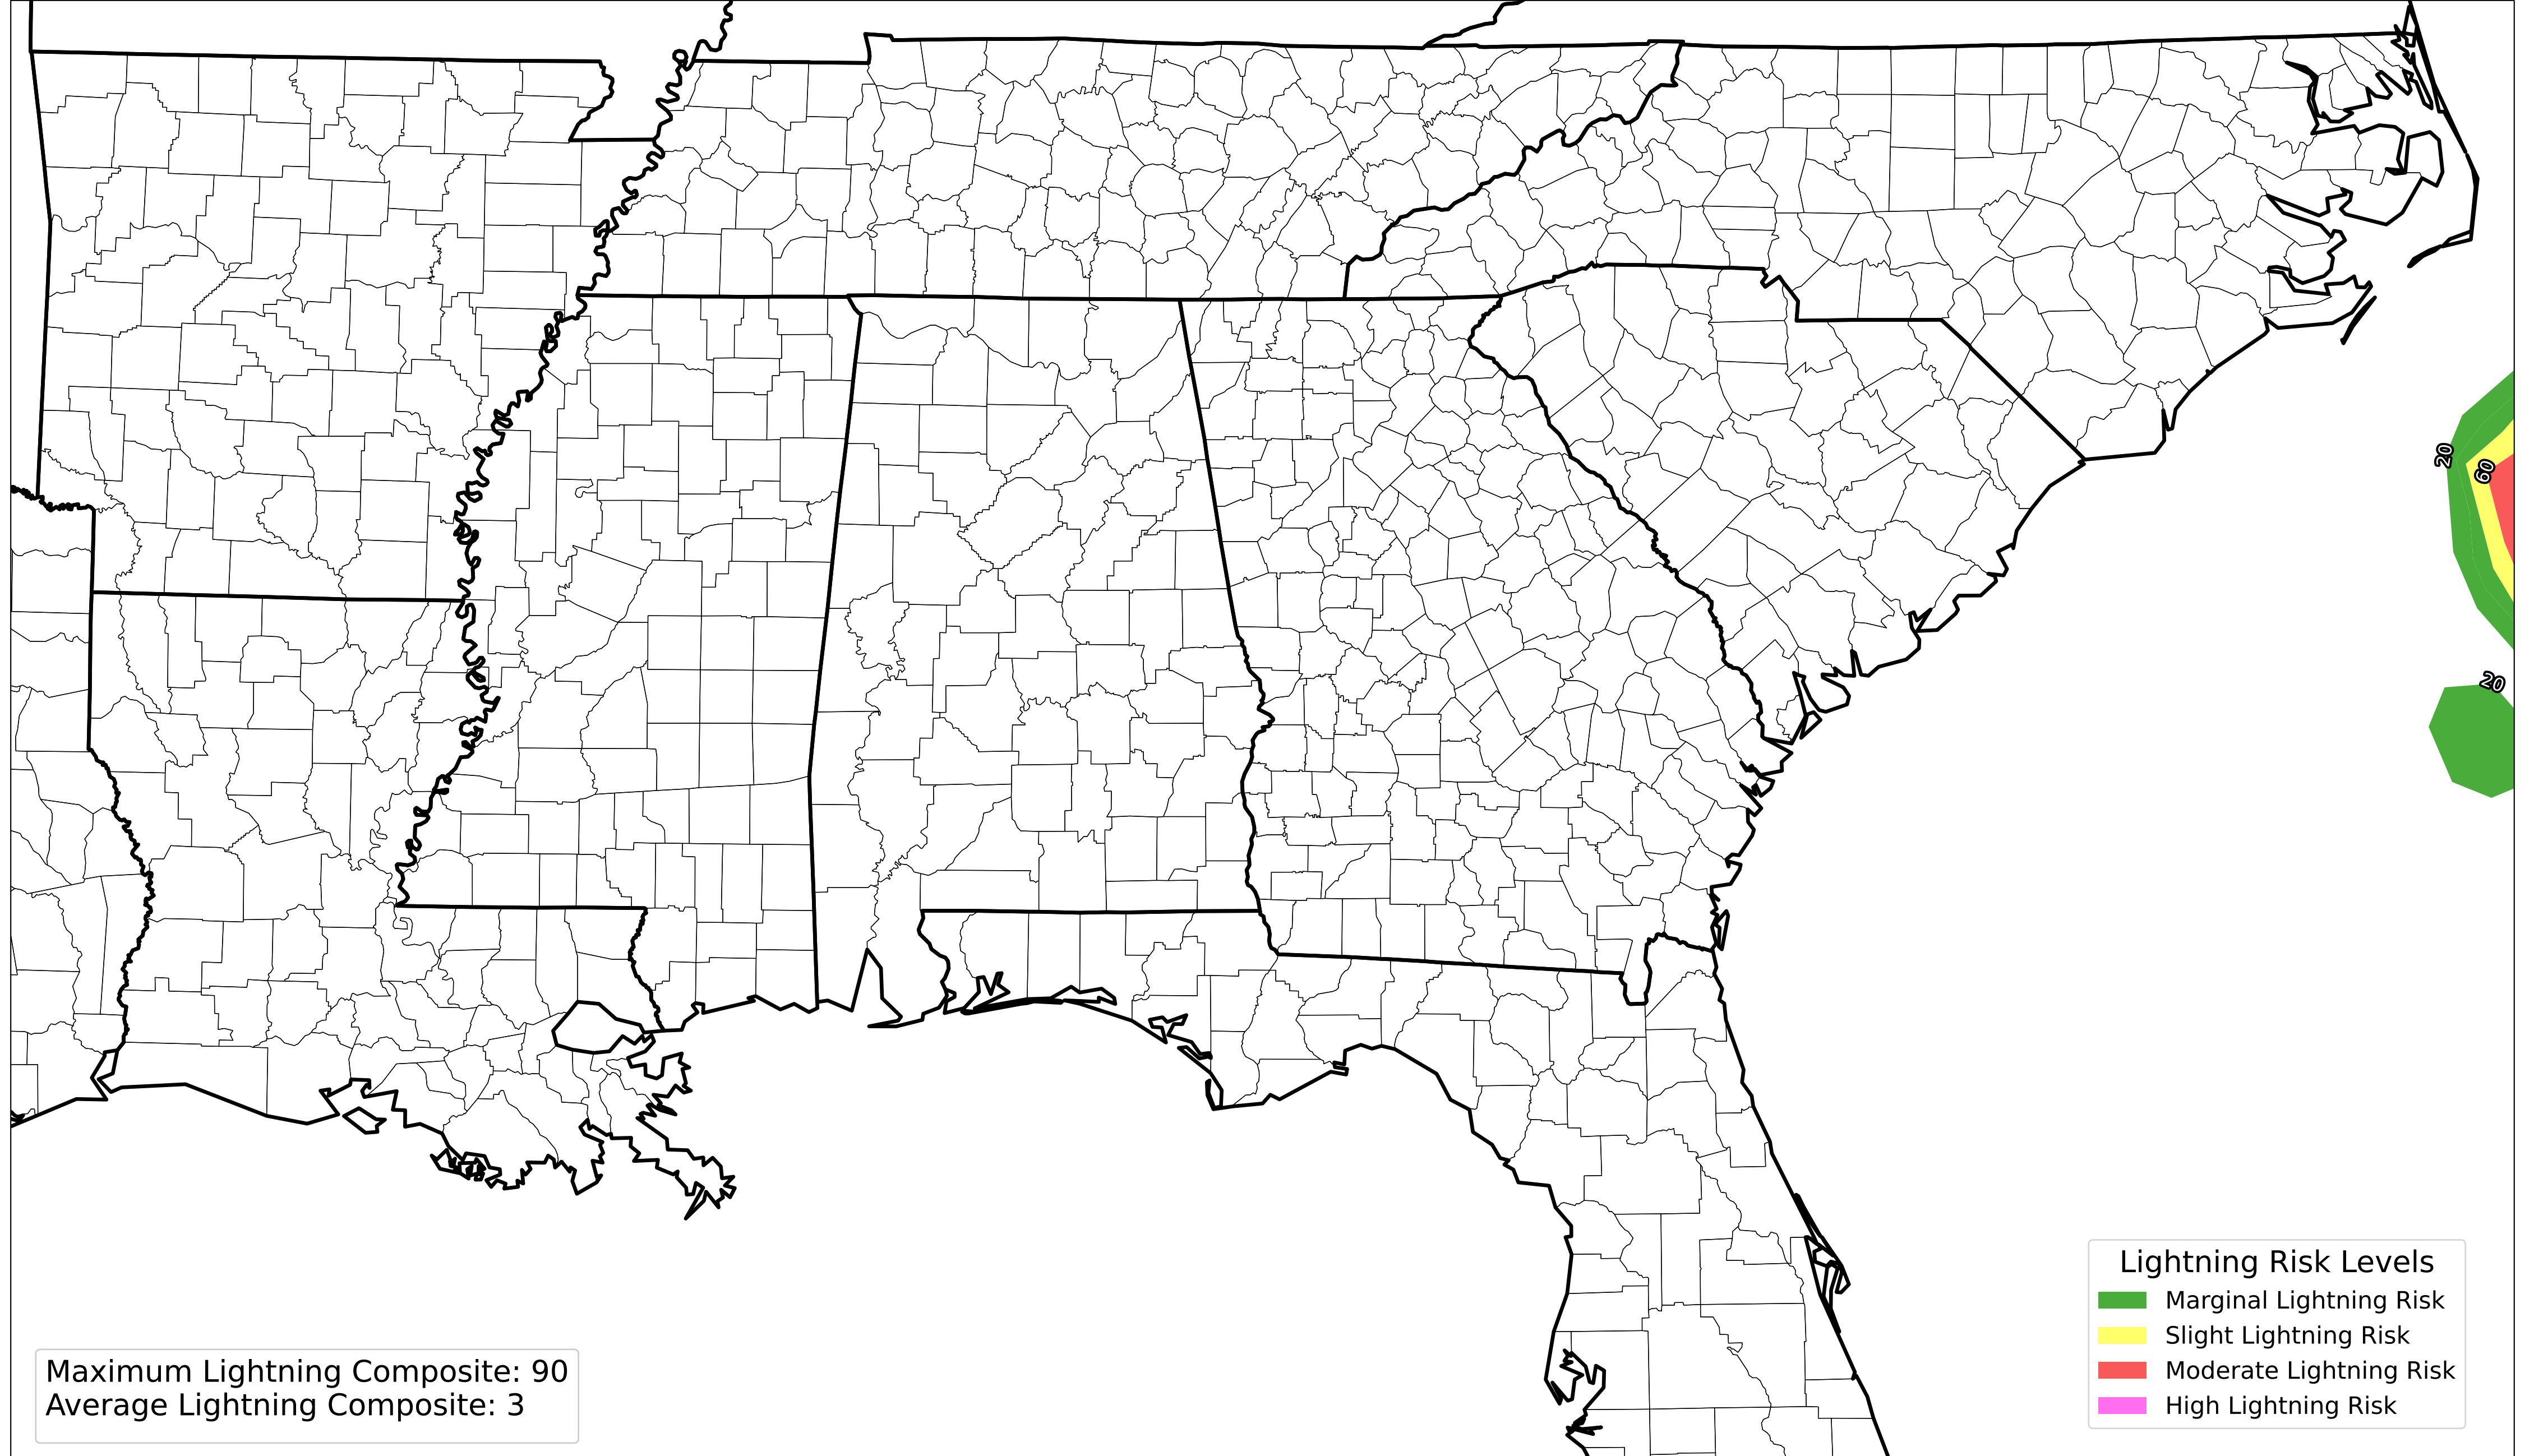 20
60
20
Lightning Risk Levels
Marginal Lightning Risk
Slight Lightning Risk
Moderate Lightning Risk
High Lightning Risk
Maximum Lightning Composite: 90
Average Lightning Composite: 3